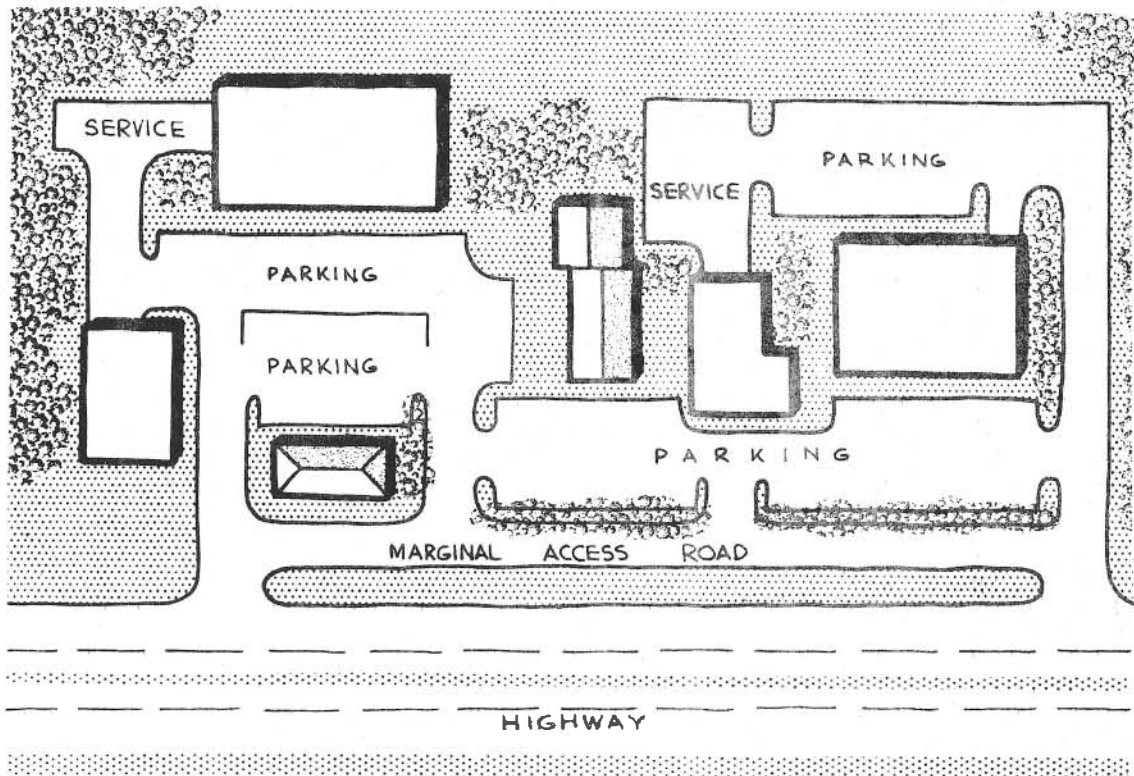 SERVICE
PARKING
SERVICE
PARKING
PARKING
PARKING
MARGINAL ACCESS ROAD
HIGHWAY